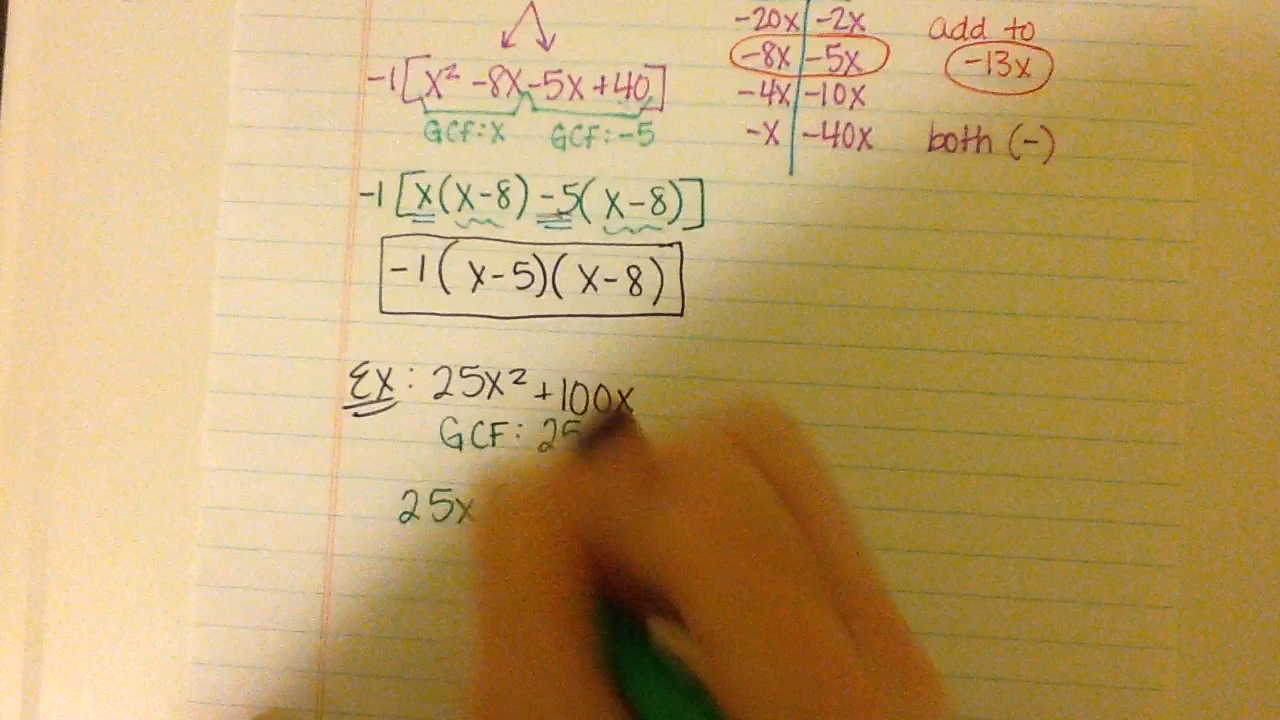 -20x -2x add to
-8x -5x -13x
-1[x² -8x -5x +40]
-4x -10x
GCF: x GCF: -5
-x -40x both (-)
-1[x(x-8) -5(x-8)]
-1(x-5)(x-8)
Ex: 25x² +100x
GCF: 25
25x